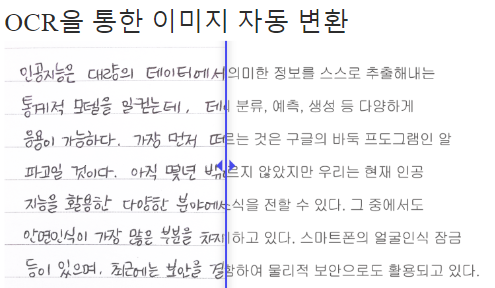 OCR을 통한 이미지 자동 변환
인공지능은 대량의 데이터에서의미한 정보를 스스로 추출해내는
통계적 모델을 일컫는데, 분류, 예측, 생성 등 다양하게
응용이 가능하다. 가장 먼저 떠르는 것은 구글의 바둑 프로그램인 알
파고일 것이다. 아직 몇년 르지 않았지만 우리는 현재 인공
지능을 활용한 다양한 분야에서식을 전할 수 있다. 그 중에서도
안면인식이 가장 많은 부분을 차지하고 있다. 스마트폰의 얼굴인식 잠금
등이 있으며, 최근에는 보안을 결합하여 물리적 보안으로도 활용되고 있다.